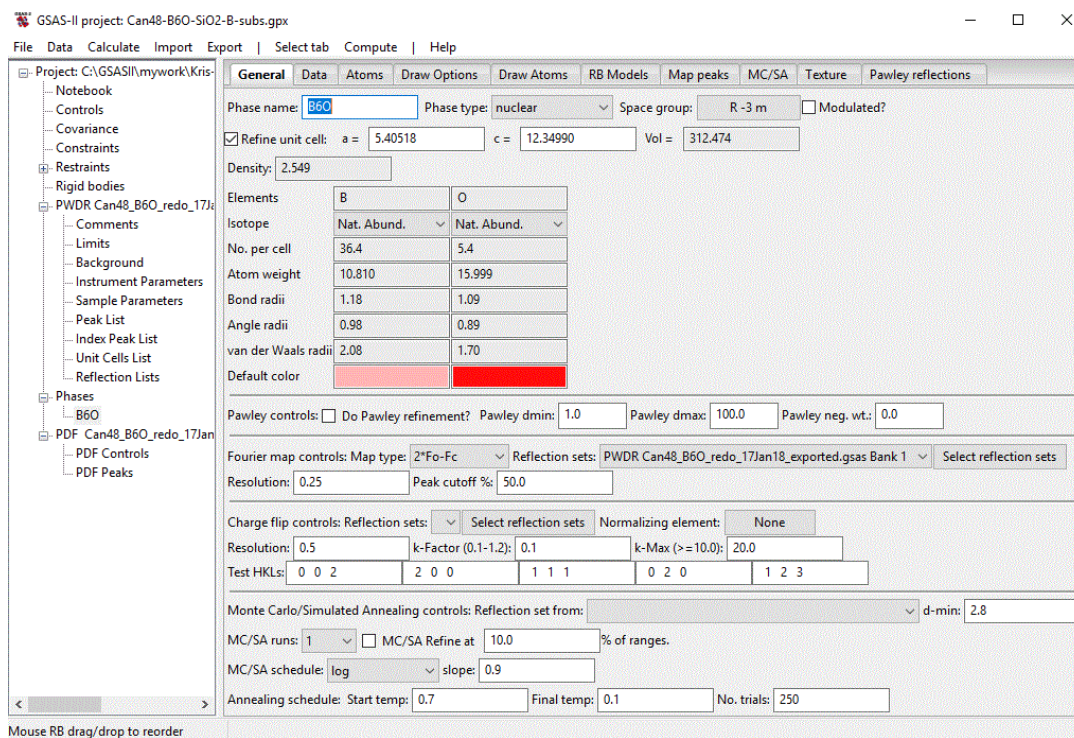 GSAS-II project: Can48-B6O-SiO2-B-subs.gpx
File Data Calculate Import Export | Select tab Compute | Help
Project: C:\GSASII\mywork\Kris-
Notebook
Controls
Covariance
Constraints
Restraints
Rigid bodies
PWDR Can48_B6O_redo_17Ja
Comments
Limits
Background
Instrument Parameters
Sample Parameters
Peak List
Index Peak List
Unit Cells List
Reflection Lists
Phases
B6O
PDF Can48_B6O_redo_17Jan
PDF Controls
PDF Peaks
General Data Atoms Draw Options Draw Atoms RB Models Map peaks MC/SA Texture Pawley reflections
Phase name: B6O Phase type: nuclear Space group: R -3 m Modulated?
Refine unit cell: a = 5.40518 c = 12.34990 Vol = 312.474
Density: 2.549
Elements B O
Isotope Nat. Abund. Nat. Abund.
No. per cell 36.4 5.4
Atom weight 10.810 15.999
Bond radii 1.18 1.09
Angle radii 0.98 0.89
van der Waals radii 2.08 1.70
Default color
Pawley controls: Do Pawley refinement? Pawley dmin: 1.0 Pawley dmax: 100.0 Pawley neg. wt.: 0.0
Fourier map controls: Map type: 2*Fo-Fc Reflection sets: PWDR Can48_B6O_redo_17Jan18_exported.gsas Bank 1 Select reflection sets
Resolution: 0.25 Peak cutoff %: 50.0
Charge flip controls: Reflection sets: Select reflection sets Normalizing element: None
Resolution: 0.5 k-Factor (0.1-1.2): 0.1 k-Max (>=10.0): 20.0
Test HKLs: 0 0 2 2 0 0 1 1 1 0 2 0 1 2 3
Monte Carlo/Simulated Annealing controls: Reflection set from: d-min: 2.8
MC/SA runs: 1 MC/SA Refine at 10.0 % of ranges.
MC/SA schedule: log slope: 0.9
Annealing schedule: Start temp: 0.7 Final temp: 0.1 No. trials: 250
Mouse RB drag/drop to reorder